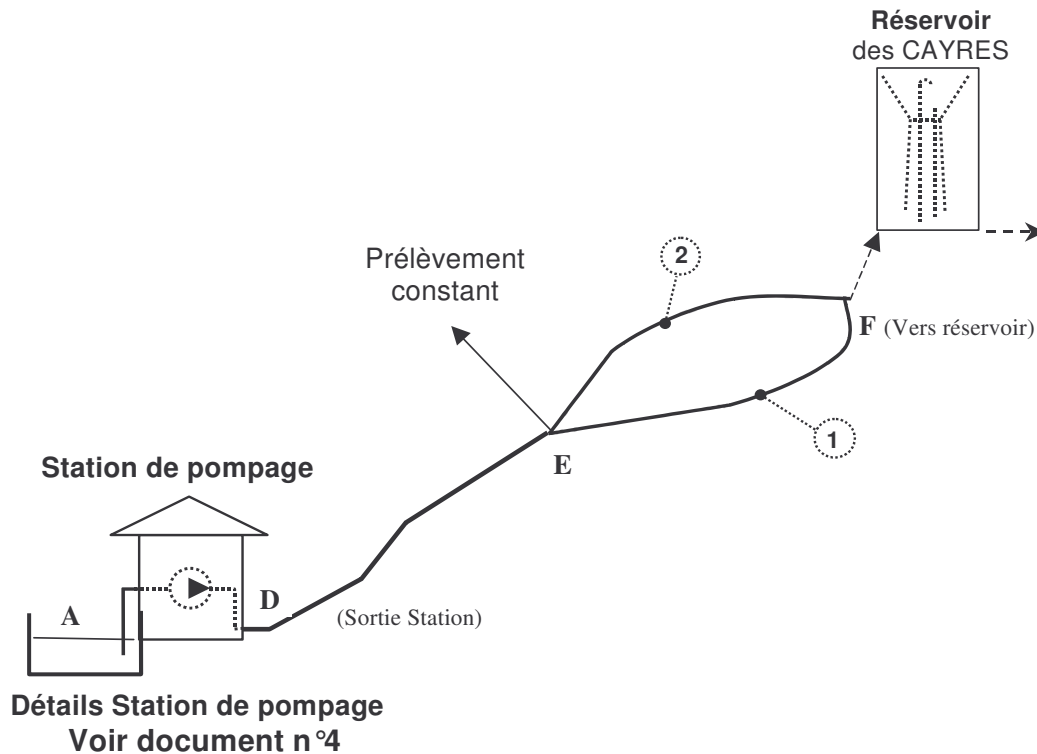 Réservoir
des CAYRES
2
Prélèvement
constant
F (Vers réservoir)
1
E
Station de pompage
D
A
(Sortie Station)
Détails Station de pompage
Voir document n°4